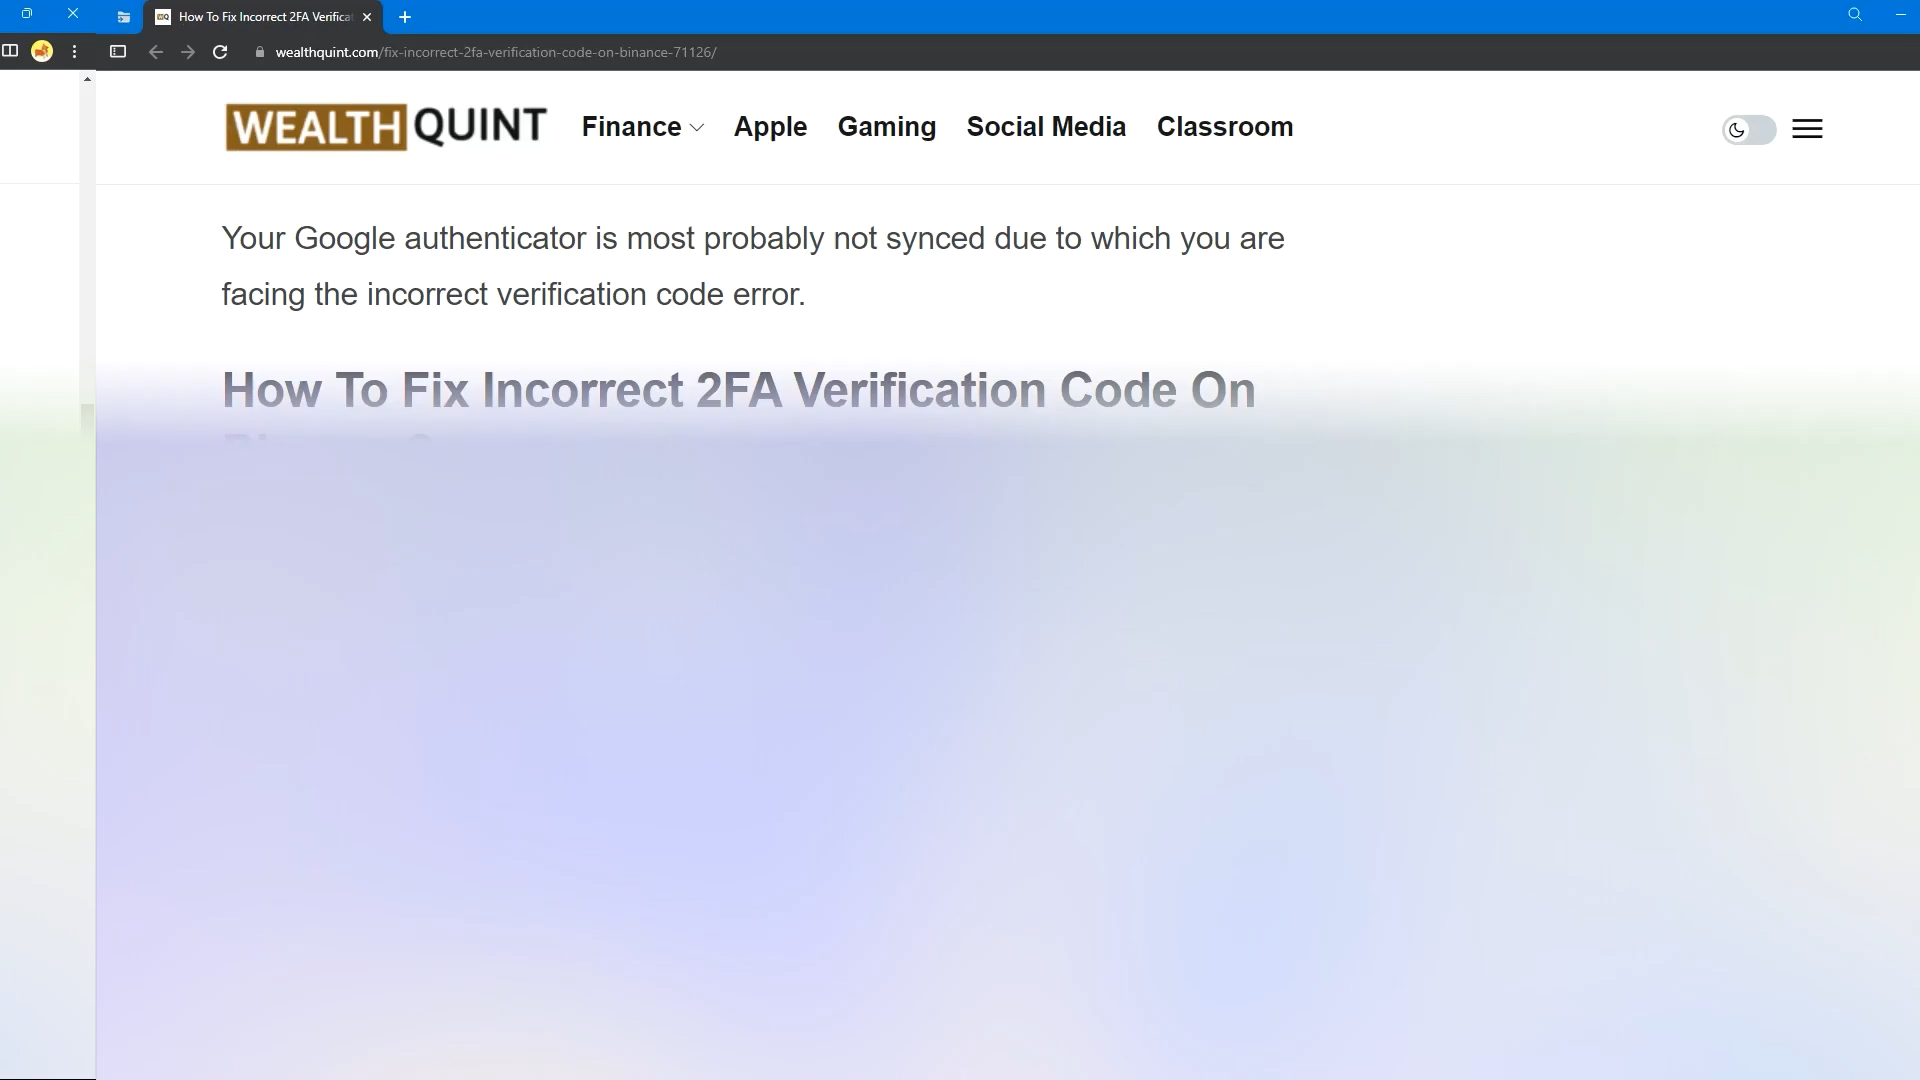 How To Fix Incorrect 2FA Verifica
wealthquint.com/fix-incorrect-2fa-verification-code-on-binance-71126/
WEALTH QUINT
Finance Apple Gaming Social Media Classroom
Your Google authenticator is most probably not synced due to which you are
facing the incorrect verification code error.
How To Fix Incorrect 2FA Verification Code On